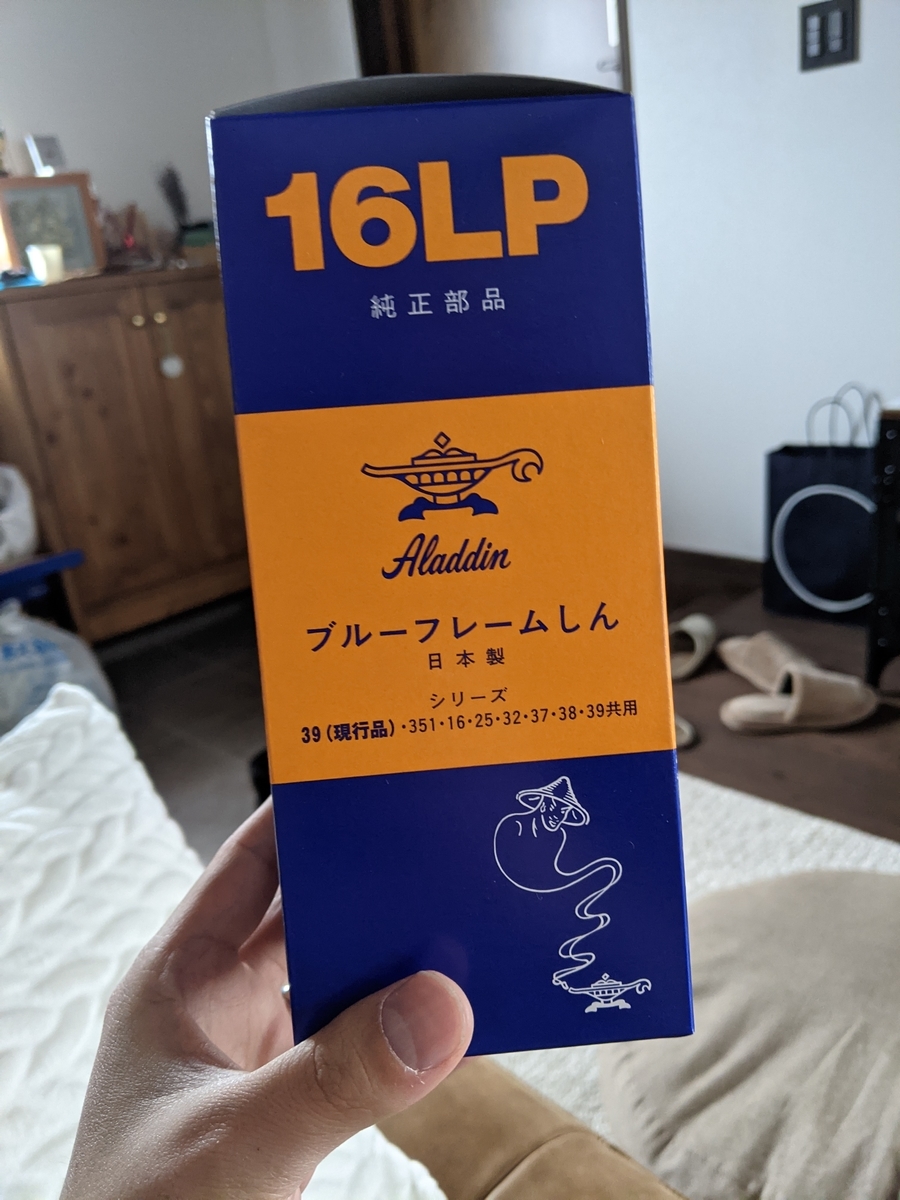 16LP
純正部品
Aladdin
ブルーフレームしん
日本製
シリーズ
39(現行品)・351・16・25・32・37・38・39共用